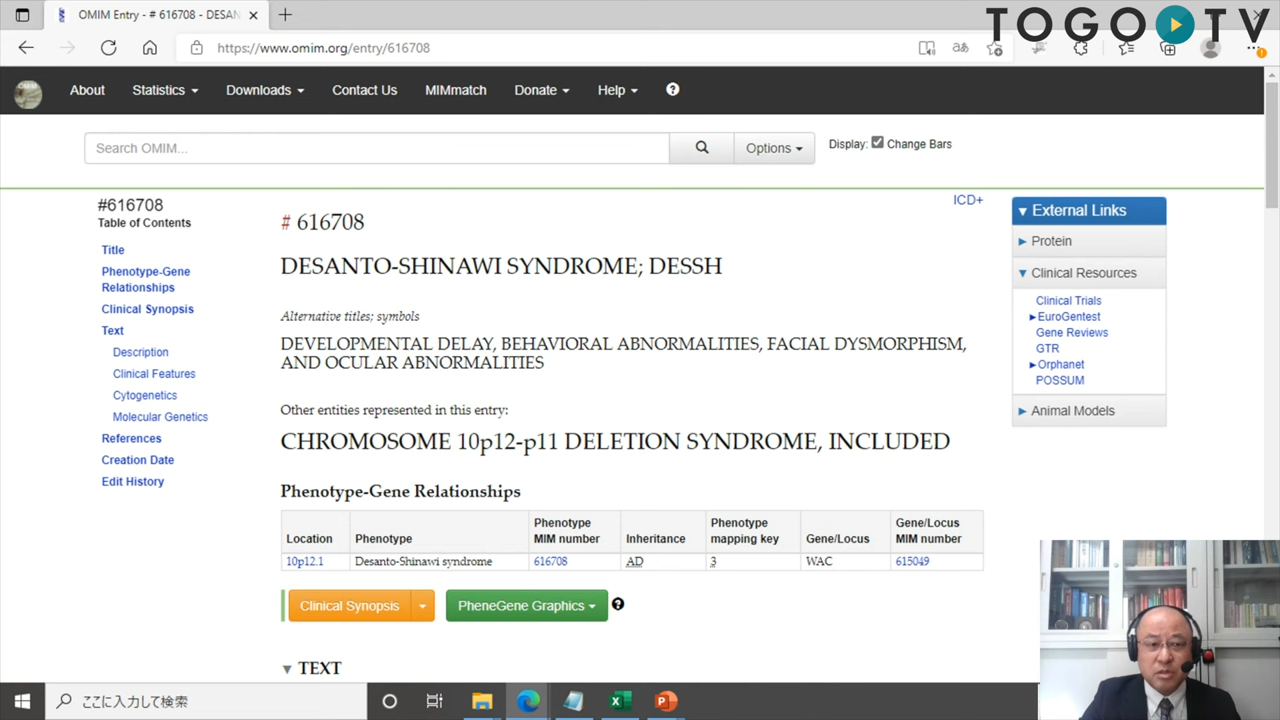 OMIM Entry - # 616708 - DESAN
TOGO TV
https://www.omim.org/entry/616708
About
Statistics
Downloads
Contact Us
MIMmatch
Donate
Help
Search OMIM...
Options
Display:
Change Bars
#616708
Table of Contents
Title
Phenotype-Gene
Relationships
Clinical Synopsis
Text
Description
Clinical Features
Cytogenetics
Molecular Genetics
References
Creation Date
Edit History
ICD+
# 616708
DESANTO-SHINAWI SYNDROME; DESSH
Alternative titles; symbols
DEVELOPMENTAL DELAY, BEHAVIORAL ABNORMALITIES, FACIAL DYSMORPHISM,
AND OCULAR ABNORMALITIES
Other entities represented in this entry:
CHROMOSOME 10p12-p11 DELETION SYNDROME, INCLUDED
Phenotype-Gene Relationships
Location Phenotype Phenotype MIM number Inheritance Phenotype mapping key Gene/Locus Gene/Locus MIM number
10p12.1 Desanto-Shinawi syndrome 616708 AD 3 WAC 615049
Clinical Synopsis
PheneGene Graphics
TEXT
External Links
Protein
Clinical Resources
Clinical Trials
EuroGentest
Gene Reviews
GTR
Orphanet
POSSUM
Animal Models
ここに入力して検索